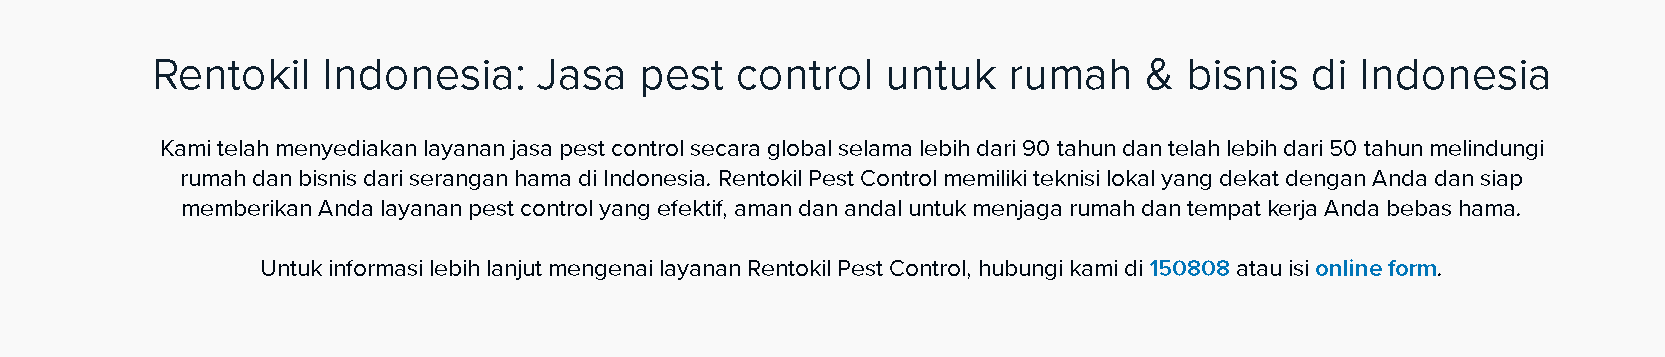 Rentokil Indonesia: Jasa pest control untuk rumah & bisnis di Indonesia
Kami telah menyediakan layanan jasa pest control secara global selama lebih dari 90 tahun dan telah lebih dari 50 tahun melindungi
rumah dan bisnis dari serangan hama di Indonesia. Rentokil Pest Control memiliki teknisi lokal yang dekat dengan Anda dan siap
memberikan Anda layanan pest control yang efektif, aman dan andal untuk menjaga rumah dan tempat kerja Anda bebas hama.
Untuk informasi lebih lanjut mengenai layanan Rentokil Pest Control, hubungi kami di 150808 atau isi online form.